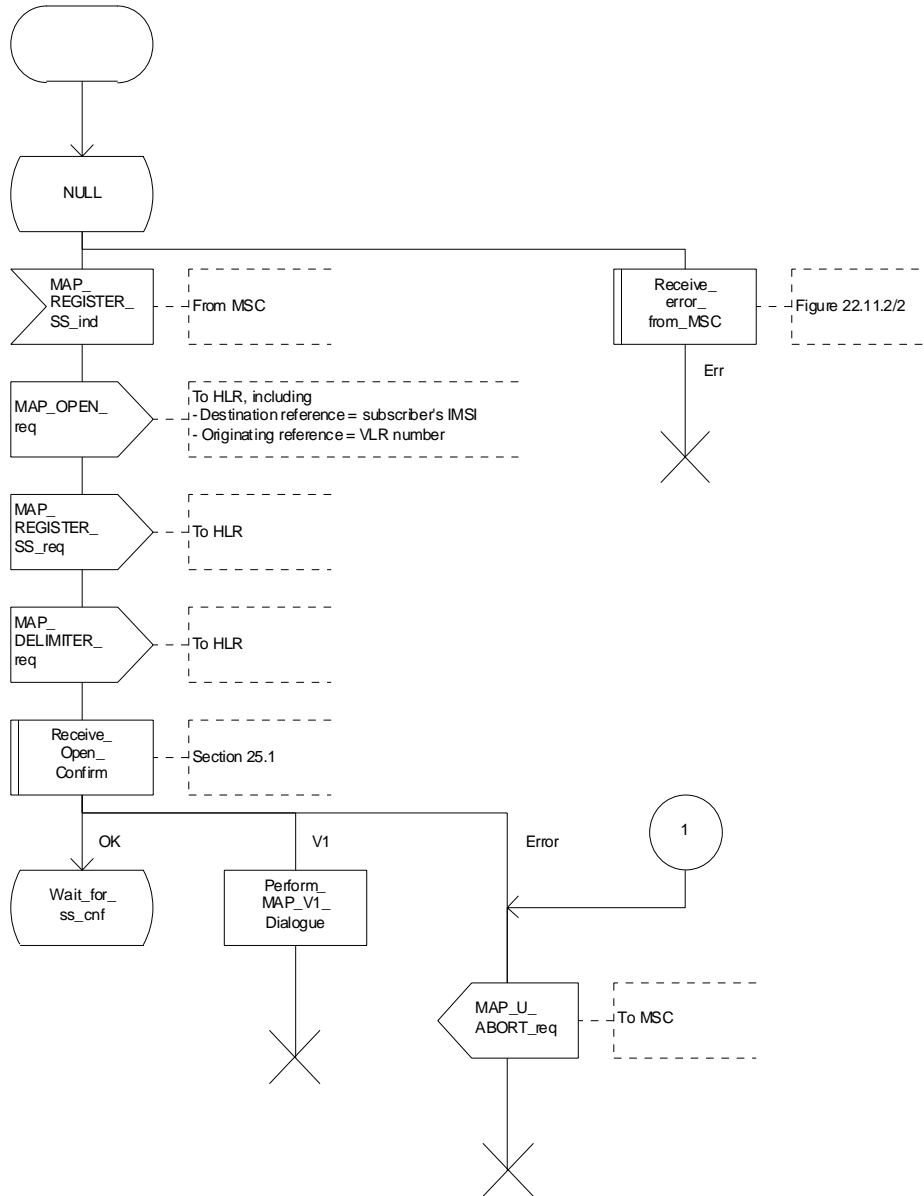 NULL
MAP_
REGISTER_
SS_ind
From MSC
Receive_
error_
from_MSC
Figure 22.11.2/2
Err
MAP_OPEN_
req
To HLR, including
- Destination reference = subscriber's IMSI
- Originating reference = VLR number
MAP_
REGISTER_
SS_req
To HLR
MAP_
DELIMITER_
req
To HLR
Receive_
Open_
Confirm
Section 25.1
OK
V1
Error
1
Wait_for_
ss_cnf
Perform_
MAP_V1_
Dialogue
MAP_U_
ABORT_req
To MSC